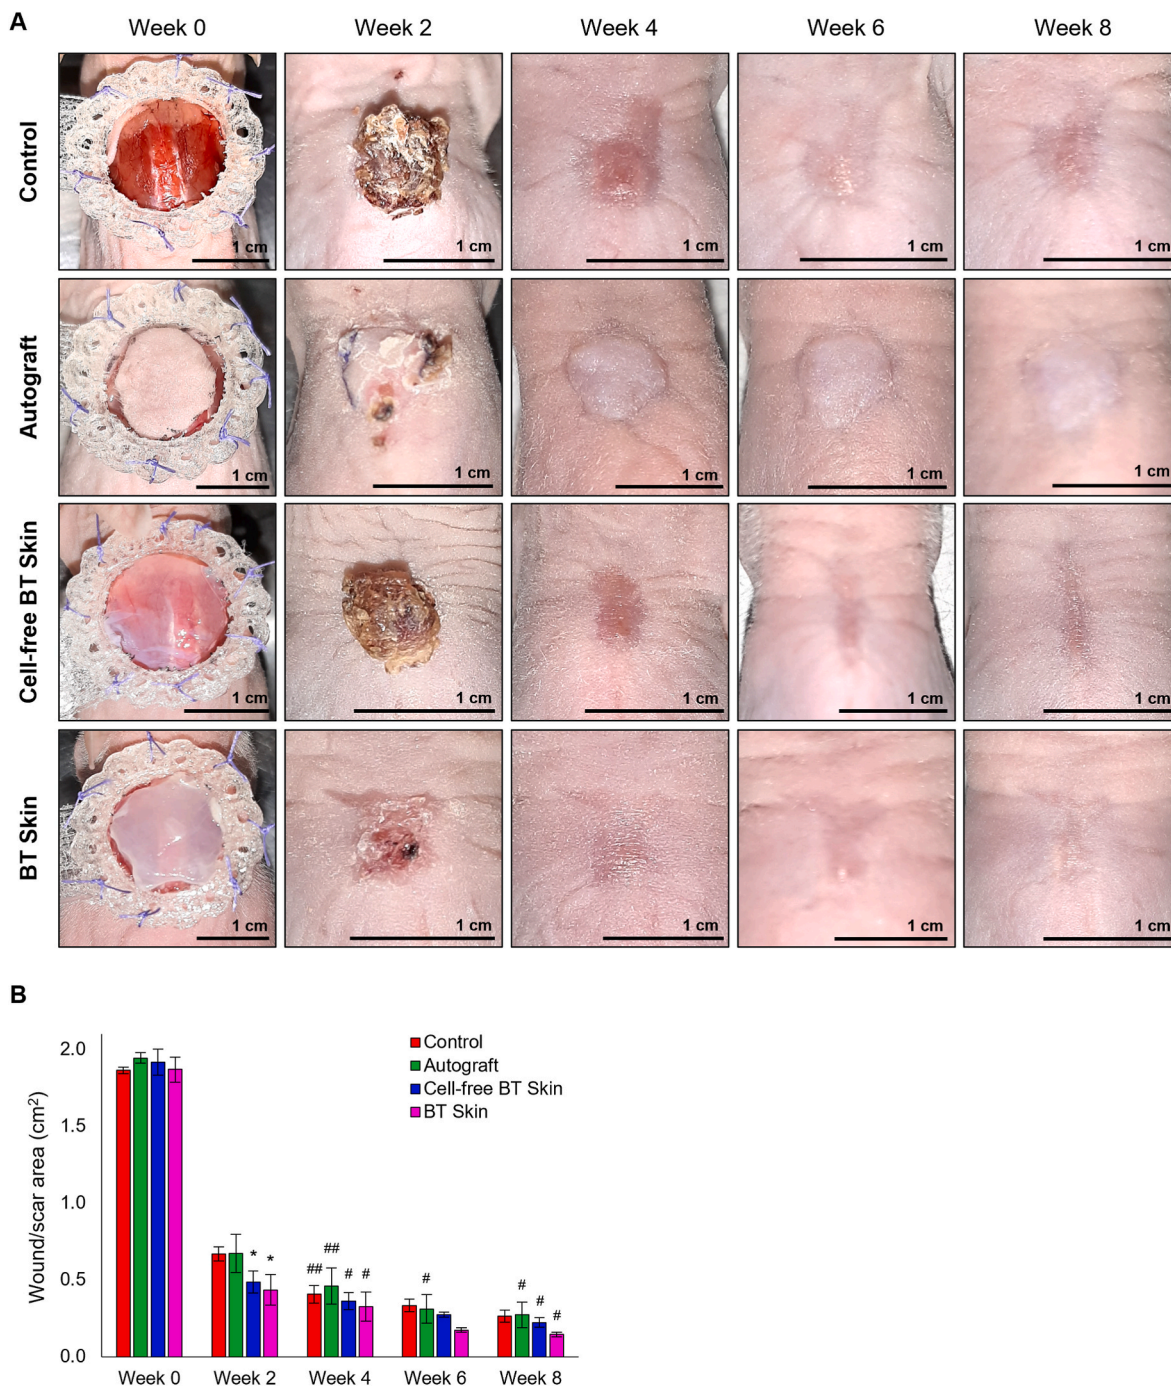 A
Week 0 Week 2 Week 4 Week 6 Week 8
Control
1 cm 1 cm 1 cm 1 cm 1 cm
Autograft
1 cm 1 cm 1 cm 1 cm 1 cm
Cell-free BT Skin
1 cm 1 cm 1 cm 1 cm 1 cm
BT Skin
1 cm 1 cm 1 cm 1 cm 1 cm
B
Wound/scar area (cm²)
2.0
1.5
1.0
0.5
0.0
Control
Autograft
Cell-free BT Skin
BT Skin
* *
## ## # #
#
# # #
Week 0 Week 2 Week 4 Week 6 Week 8